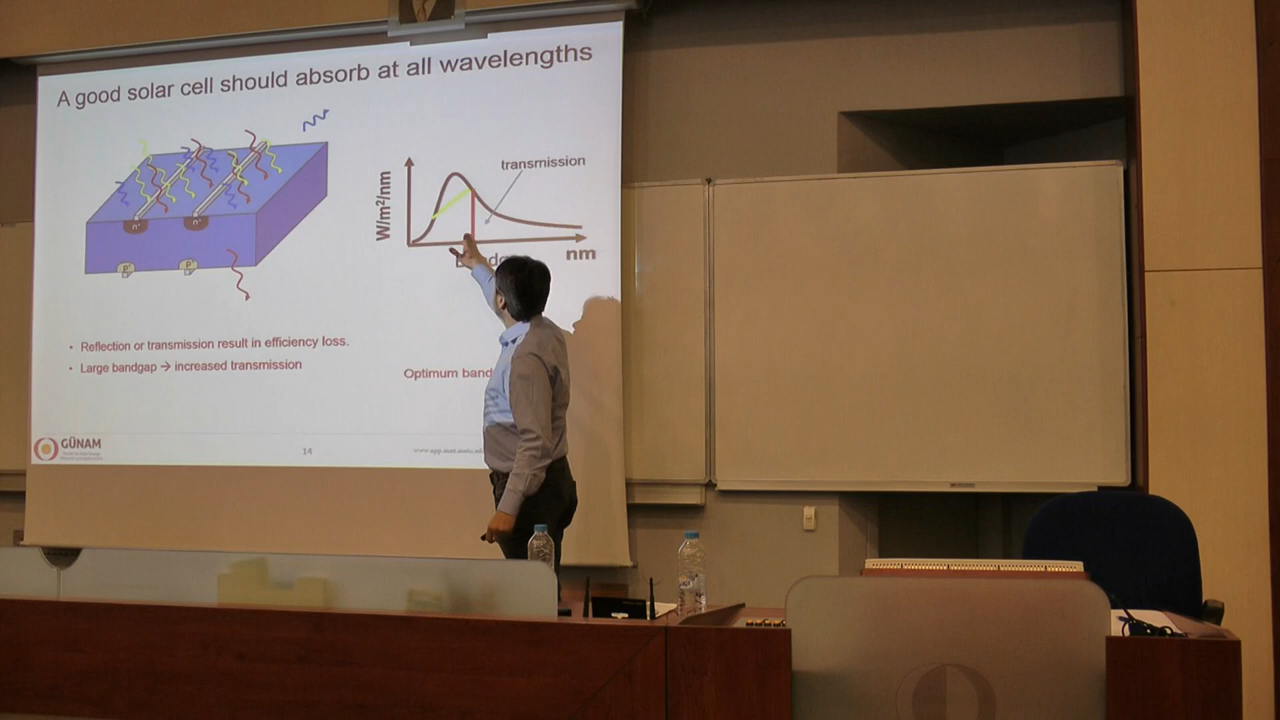 A good solar cell should absorb at all wavelengths
n⁺
n⁺
P⁺
P⁺
transmission
W/m²/nm
nm
• Reflection or transmission result in efficiency loss.
• Large bandgap → increased transmission
Optimum band
GÜNAM
14